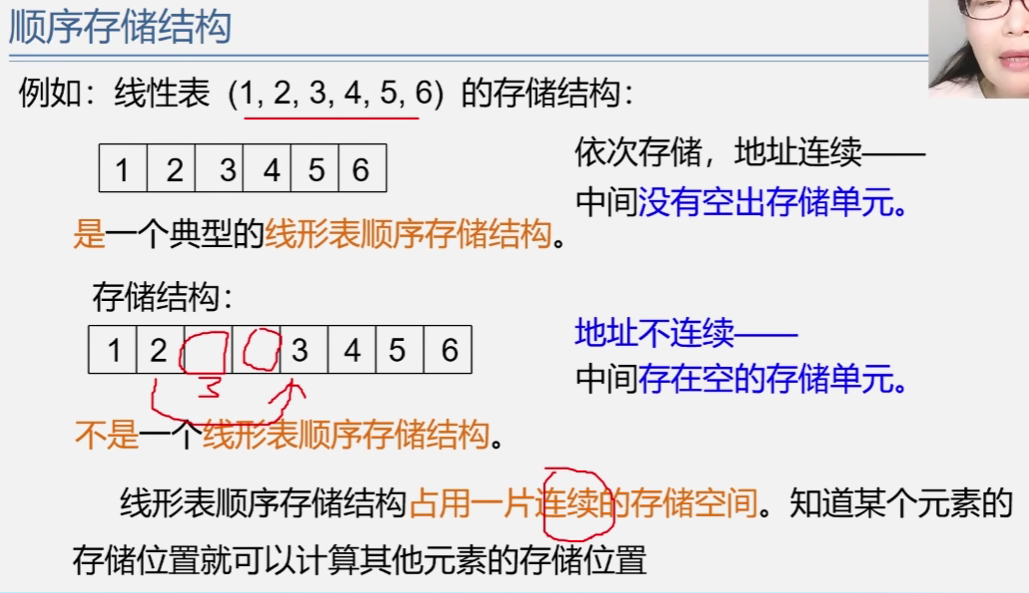 顺序存储结构
例如：线性表 (1, 2, 3, 4, 5, 6) 的存储结构：
1 2 3 4 5 6
依次存储，地址连续——
中间没有空出存储单元。
是一个典型的线形表顺序存储结构。
存储结构：
1 2 3 4 5 6
3
地址不连续——
中间存在空的存储单元。
不是一个线形表顺序存储结构。
线形表顺序存储结构占用一片连续的存储空间。知道某个元素的
存储位置就可以计算其他元素的存储位置